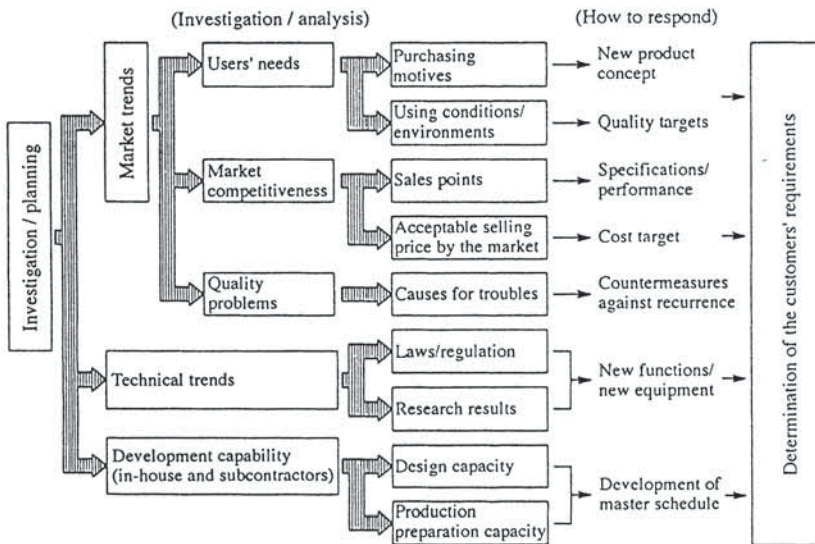 (Investigation / analysis)
(How to respond)
Investigation / planning
Market trends
Users' needs
Purchasing
motives
New product
concept
Using conditions/
environments
Quality targets
Market
competitiveness
Sales points
Specifications/
performance
Acceptable selling
price by the market
Cost target
Quality
problems
Causes for troubles
Countermeasures
against recurrence
Technical trends
Laws/regulation
Research results
New functions/
new equipment
Development capability
(in-house and subcontractors)
Design capacity
Production
preparation capacity
Development of
master schedule
Determination of the customers' requirements